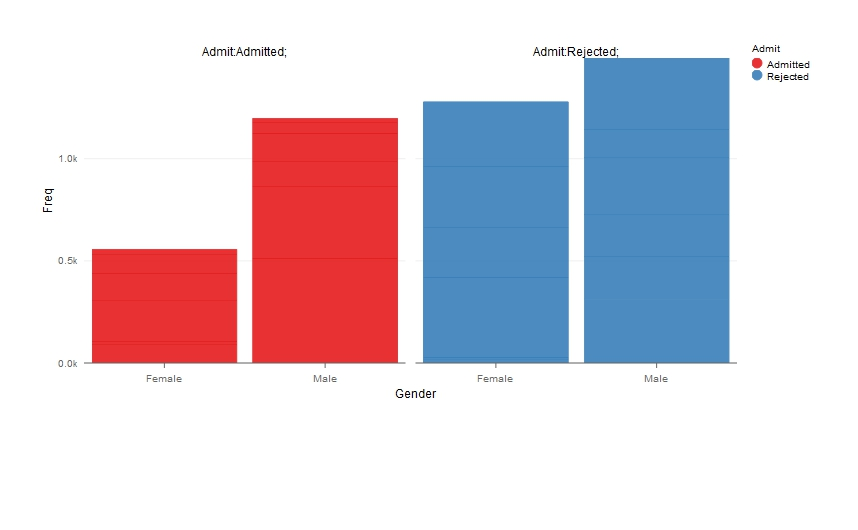 Admit:Admitted;
Admit:Rejected;
Admit
Admitted
Rejected
1.0k
0.5k
0.0k
Freq
Female
Male
Female
Male
Gender